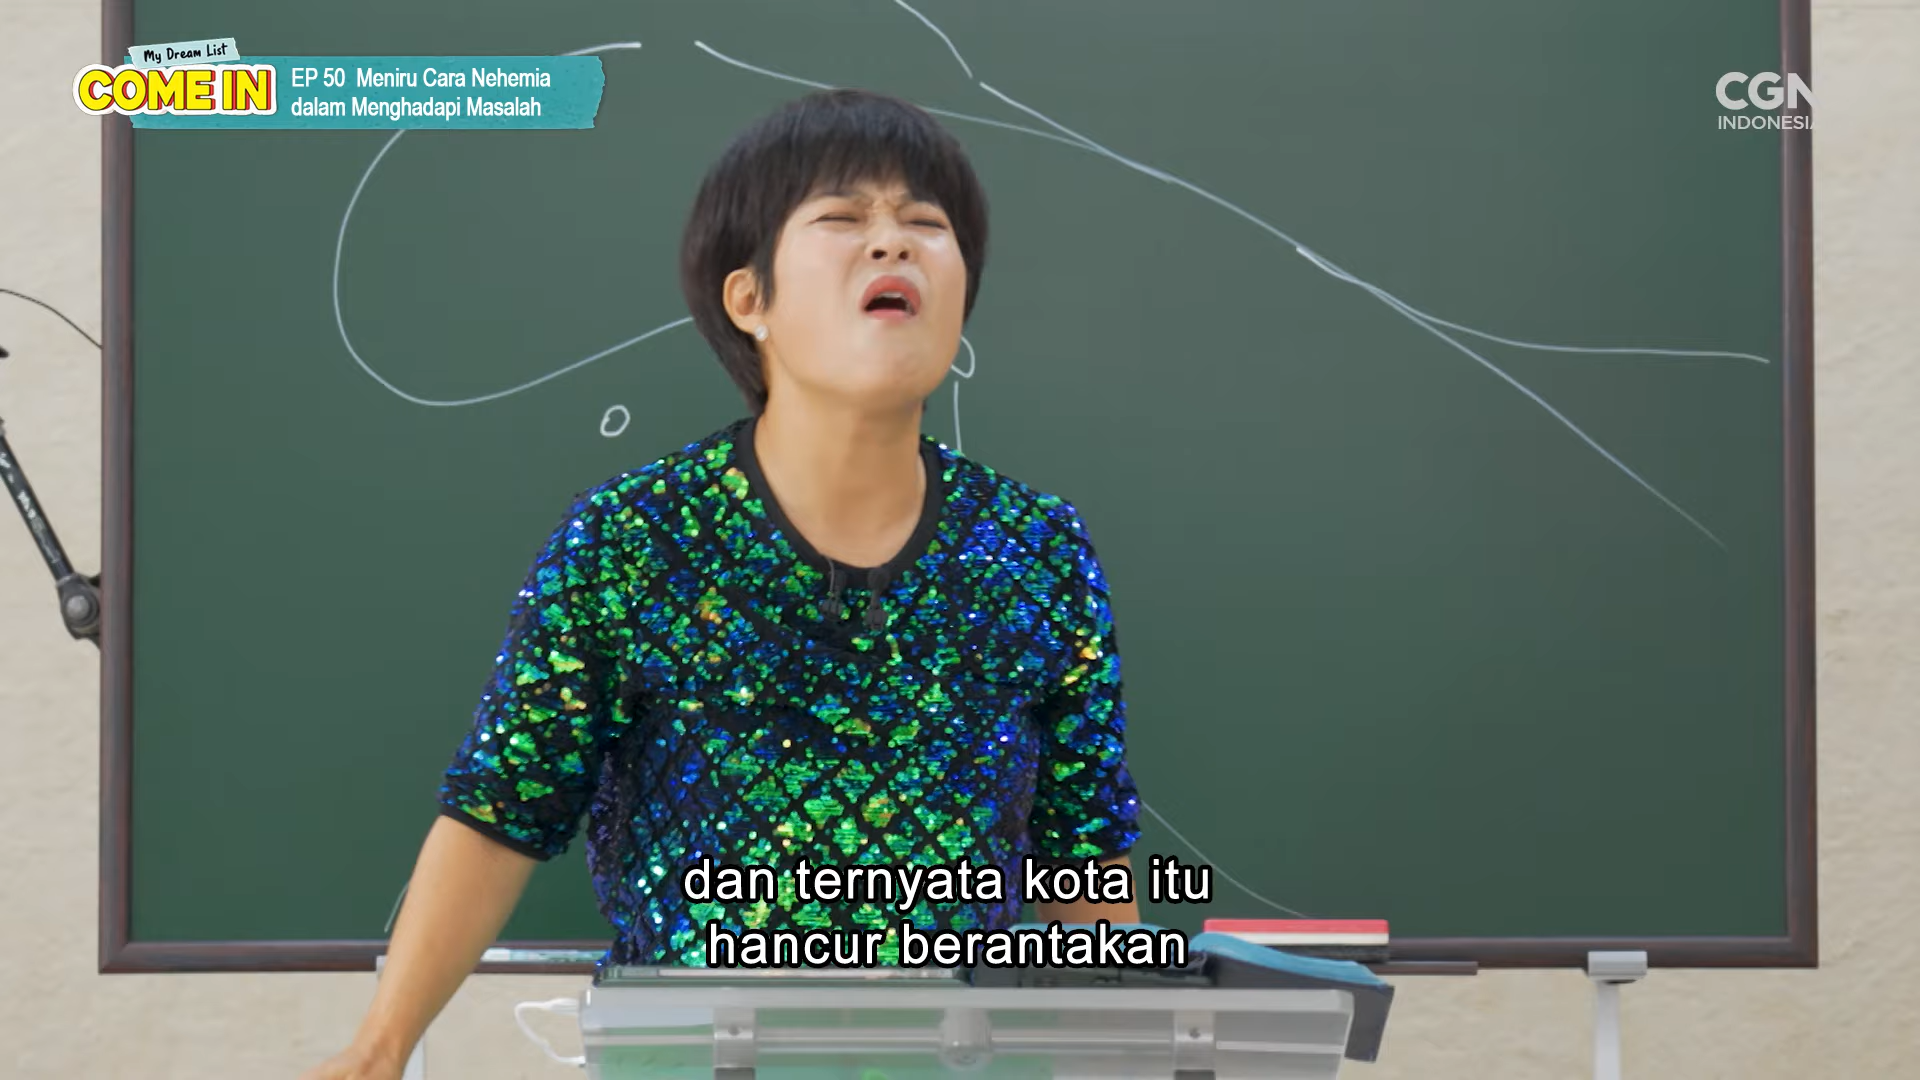 My Dream List
COME IN
EP 50 Meniru Cara Nehemia
dalam Menghadapi Masalah
CGN
INDONESIA
dan ternyata kota itu
hancur berantakan